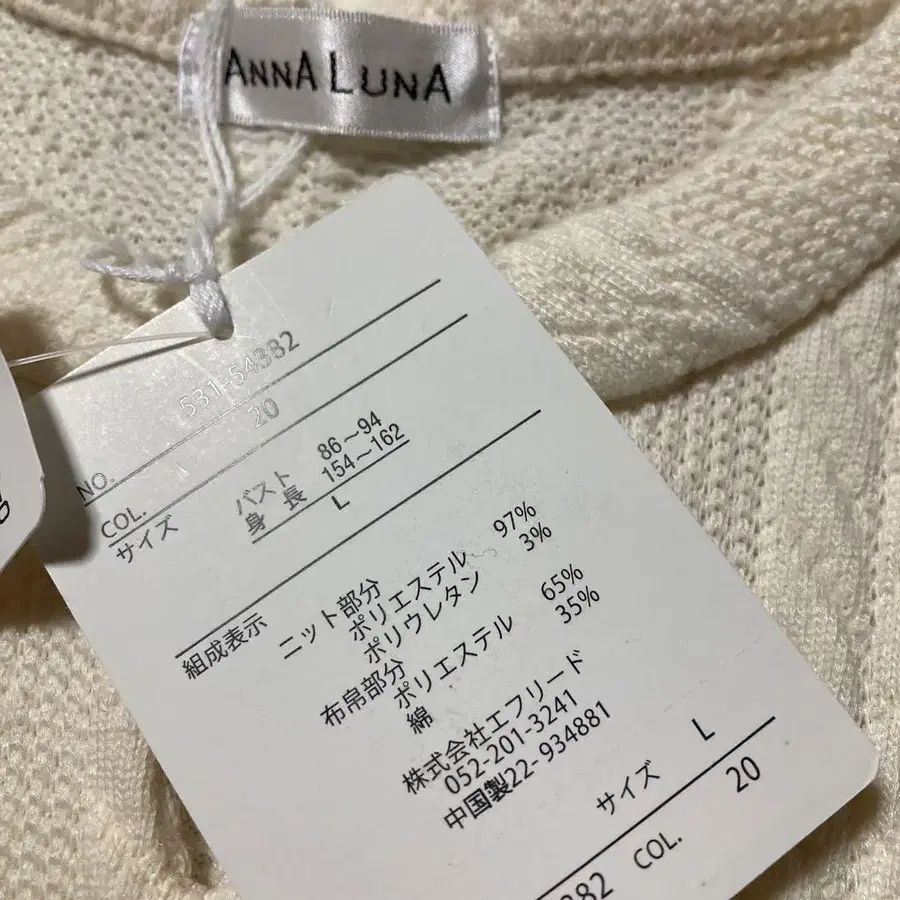 ANNA LUNA
NO. 531-54382
COL. 20
サイズ バスト 86～94
身長 154～162
L
組成表示 ニット部分
ポリエステル 97%
ポリウレタン 3%
布帛部分
ポリエステル 65%
綿 35%
株式会社エフリード
052-201-3241
中国製22-934881
サイズ L
382 COL. 20